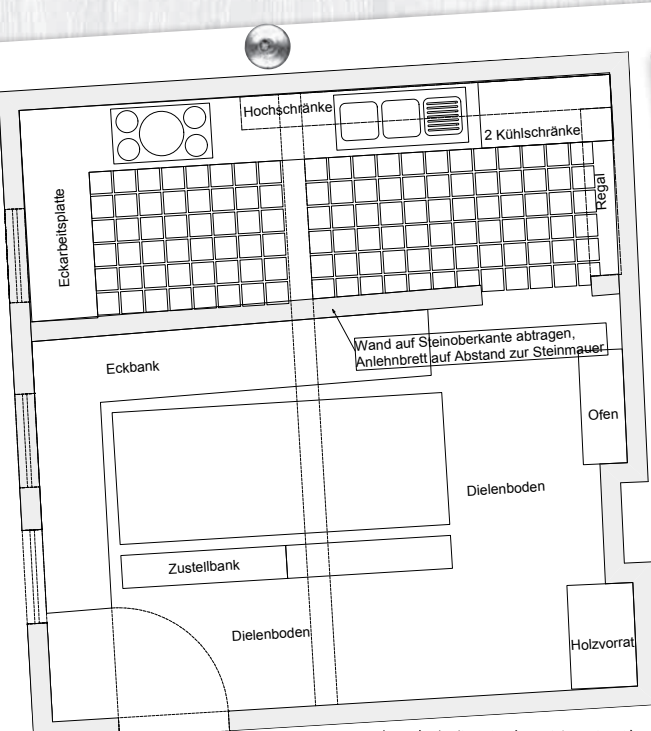 Hochschränke
2 Kühlschränke
Eckarbeitsplatte
Regal
Wand auf Steinoberkante abtragen,
Anlehnbrett auf Abstand zur Steinmauer
Eckbank
Ofen
Dielenboden
Zustellbank
Dielenboden
Holzvorrat